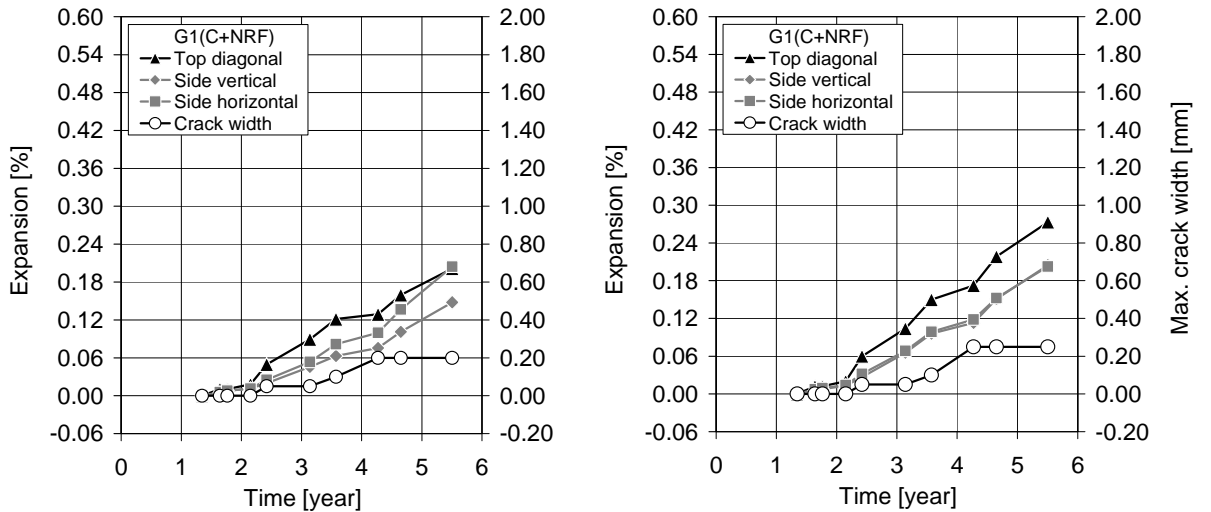 G1(C+NRF)
Top diagonal
Side vertical
Side horizontal
Crack width
Expansion [%]
0.60
0.54
0.48
0.42
0.36
0.30
0.24
0.18
0.12
0.06
0.00
-0.06
2.00
1.80
1.60
1.40
1.20
1.00
0.80
0.60
0.40
0.20
0.00
-0.20
0 1 2 3 4 5 6
Time [year]
G1(C+NRF)
Top diagonal
Side vertical
Side horizontal
Crack width
Expansion [%]
0.60
0.54
0.48
0.42
0.36
0.30
0.24
0.18
0.12
0.06
0.00
-0.06
2.00
1.80
1.60
1.40
1.20
1.00
0.80
0.60
0.40
0.20
0.00
-0.20
Max. crack width [mm]
0 1 2 3 4 5 6
Time [year]